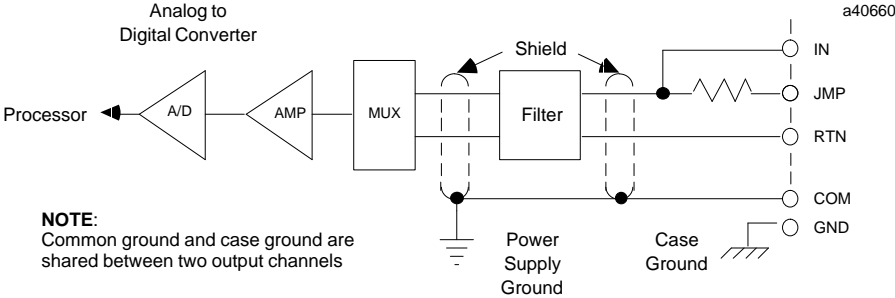 Analog to
Digital Converter
a40660
Shield
IN
JMP
Processor
A/D
AMP
MUX
Filter
RTN
COM
NOTE:
Common ground and case ground are
shared between two output channels
Power
Supply
Ground
Case
Ground
GND